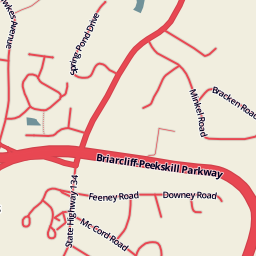 Spring Pond Drive
Minkel Road
Bracken Road
Briarcliff Peekskill Parkway
Feeney Road
Downey Road
State Highway 134
Mc Cord Road